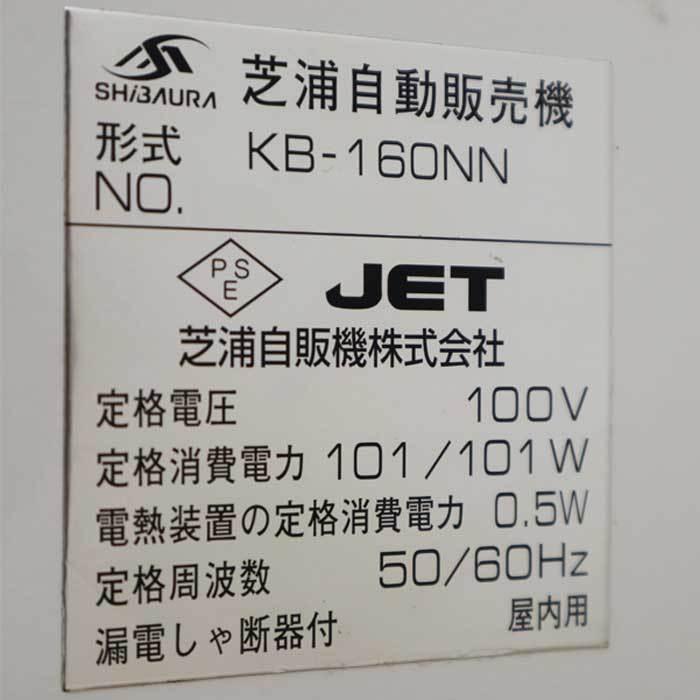 SHiBAURA 芝浦自動販売機
形式 KB-160NN
NO.
PSE JET
芝浦自販機株式会社
定格電圧 100V
定格消費電力 101/101W
電熱装置の定格消費電力 0.5W
定格周波数 50/60Hz
漏電しゃ断器付 屋内用